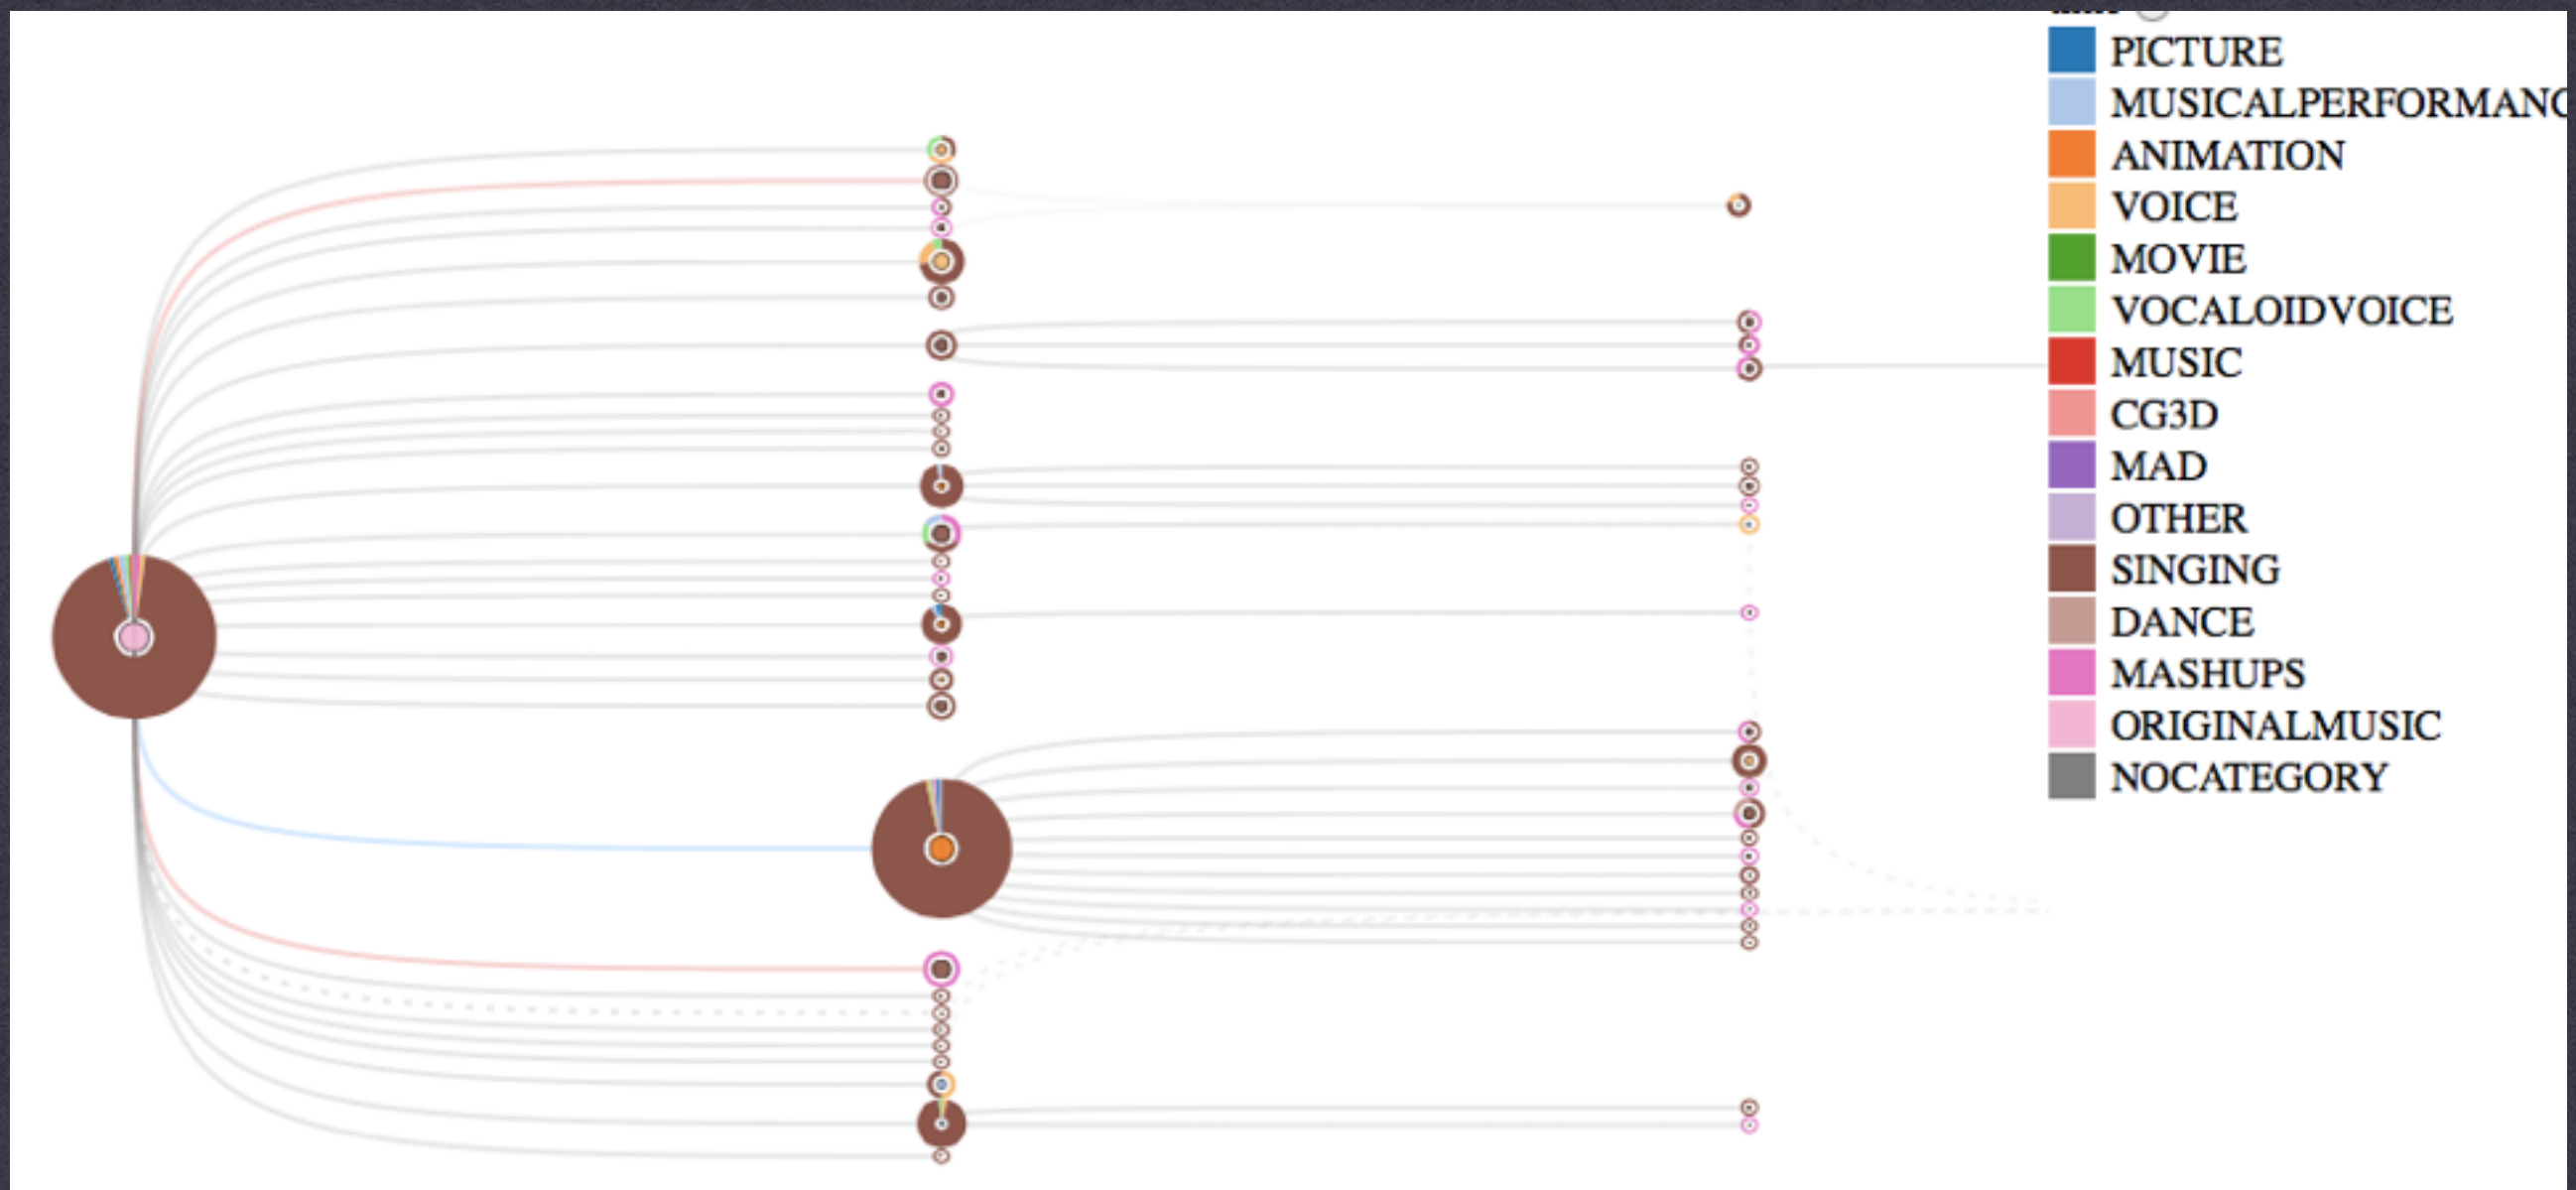 PICTURE
MUSICALPERFORMANC
ANIMATION
VOICE
MOVIE
VOCALOIDVOICE
MUSIC
CG3D
MAD
OTHER
SINGING
DANCE
MASHUPS
ORIGINALMUSIC
NOCATEGORY